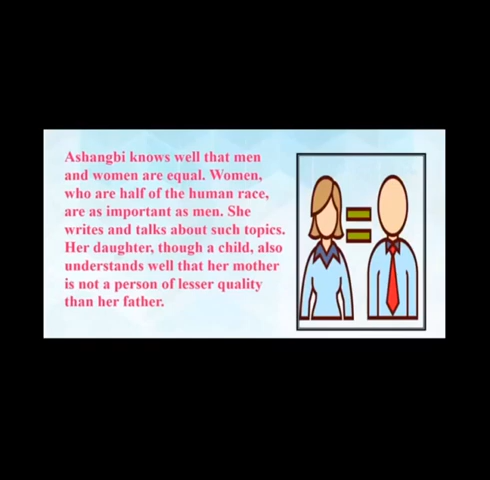 Ashangbi knows well that men
and women are equal. Women,
who are half of the human race,
are as important as men. She
writes and talks about such topics.
Her daughter, though a child, also
understands well that her mother
is not a person of lesser quality
than her father.